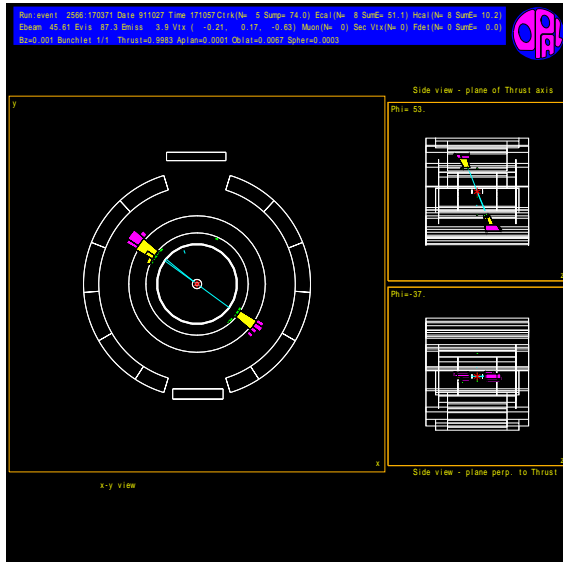 Run:event 2566:170371 Date 911027 Time 171057 Ctrk(N= 5 Sump= 74.0) Ecal(N= 8 SumE= 51.1) Hcal(N= 8 SumE= 10.2)
Ebeam 45.61 Evis 87.3 Emiss 3.9 Vtx ( -0.21, 0.17, -0.63) Muon(N= 0) Sec Vtx(N= 0) Fdet(N= 0 SumE= 0.0)
Bz=0.001 Bunchlet 1/1 Thrust=0.9983 Aplan=0.0001 Oblat=0.0067 Spher=0.0003
OPAL
Side view - plane of Thrust axis
y
Phi= 53.
z
Phi=-37.
x
z
Side view - plane perp. to Thrust
x-y view